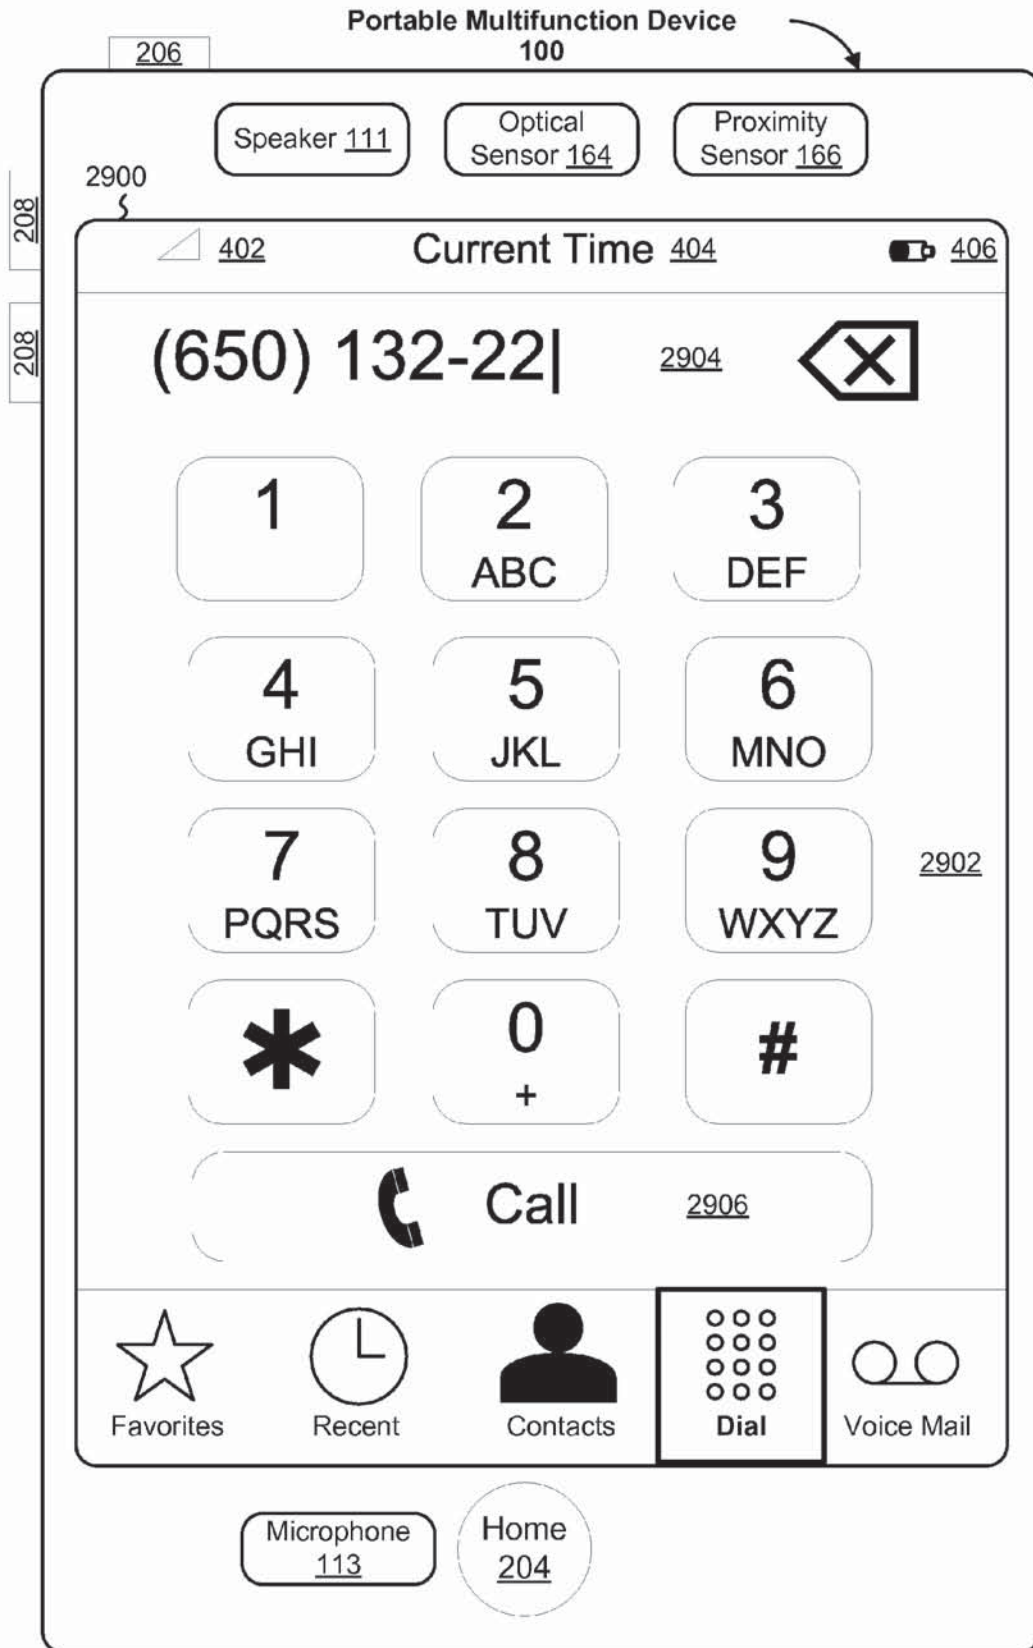 Portable Multifunction Device
100
206
Speaker 111
Optical
Sensor 164
Proximity
Sensor 166
2900
208
208
402
Current Time 404
406
(650) 132-22|
2904
1
2
ABC
3
DEF
4
GHI
5
JKL
6
MNO
7
PQRS
8
TUV
9
WXYZ
2902
*
0
+
#
Call
2906
Favorites
Recent
Contacts
Dial
Voice Mail
Microphone
113
Home
204